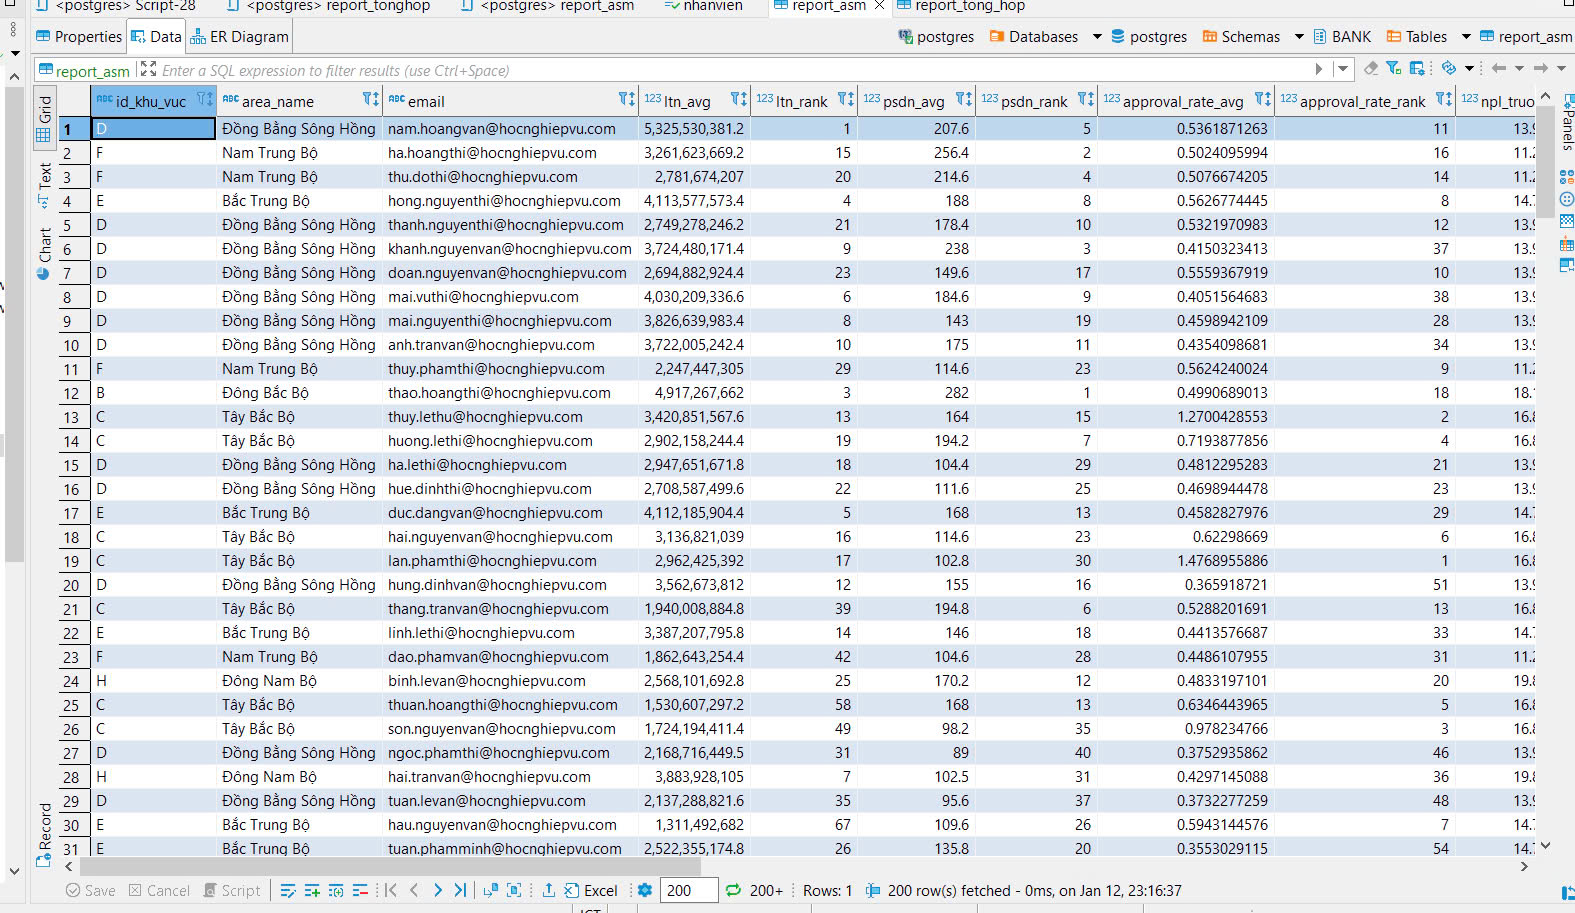 <postgres> Script-28 <postgres> report_tonghop <postgres> report_asm nhanvien report_asm report_tong_hop
Properties Data ER Diagram postgres Databases postgres Schemas BANK Tables report_asm
report_asm Enter a SQL expression to filter results (use Ctrl+Space)
id_khu_vuc area_name email ltn_avg ltn_rank psdn_avg psdn_rank approval_rate_avg approval_rate_rank npl_truo
1 D Đồng Bằng Sông Hồng nam.hoangvan@hocnghiepvu.com 5,325,530,381.2 1 207.6 5 0.5361871263 11 13.9
2 F Nam Trung Bộ ha.hoangthi@hocnghiepvu.com 3,261,623,669.2 15 256.4 2 0.5024095994 16 11.2
3 F Nam Trung Bộ thu.dothi@hocnghiepvu.com 2,781,674,207 20 214.6 4 0.5076674205 14 11.2
4 E Bắc Trung Bộ hong.nguyenthi@hocnghiepvu.com 4,113,577,573.4 4 188 8 0.5626774445 8 14.7
5 D Đồng Bằng Sông Hồng thanh.nguyenthi@hocnghiepvu.com 2,749,278,246.2 21 178.4 10 0.5321970983 12 13.9
6 D Đồng Bằng Sông Hồng khanh.nguyenvan@hocnghiepvu.com 3,724,480,171.4 9 238 3 0.4150323413 37 13.9
7 D Đồng Bằng Sông Hồng doan.nguyenvan@hocnghiepvu.com 2,694,882,924.4 23 149.6 17 0.5559367919 10 13.9
8 D Đồng Bằng Sông Hồng mai.vuthi@hocnghiepvu.com 4,030,209,336.6 6 184.6 9 0.4051564683 38 13.9
9 D Đồng Bằng Sông Hồng mai.nguyenthi@hocnghiepvu.com 3,826,639,983.4 8 143 19 0.4598942109 28 13.9
10 D Đồng Bằng Sông Hồng anh.tranvan@hocnghiepvu.com 3,722,005,242.4 10 175 11 0.4354098681 34 13.9
11 F Nam Trung Bộ thuy.phamthi@hocnghiepvu.com 2,247,447,305 29 114.6 23 0.5624240024 9 11.2
12 B Đông Bắc Bộ thao.hoangthi@hocnghiepvu.com 4,917,267,662 3 282 1 0.4990689013 18 18.1
13 C Tây Bắc Bộ thuy.lethu@hocnghiepvu.com 3,420,851,567.6 13 164 15 1.2700428553 2 16.8
14 C Tây Bắc Bộ huong.lethi@hocnghiepvu.com 2,902,158,244.4 19 194.2 7 0.7193877856 4 16.8
15 D Đồng Bằng Sông Hồng ha.lethi@hocnghiepvu.com 2,947,651,671.8 18 104.4 29 0.4812295283 21 13.9
16 D Đồng Bằng Sông Hồng hue.dinhthi@hocnghiepvu.com 2,708,587,499.6 22 111.6 25 0.4698944478 23 13.9
17 E Bắc Trung Bộ duc.dangvan@hocnghiepvu.com 4,112,185,904.4 5 168 13 0.4582827976 29 14.7
18 C Tây Bắc Bộ hai.nguyenvan@hocnghiepvu.com 3,136,821,039 16 114.6 23 0.62298669 6 16.8
19 C Tây Bắc Bộ lan.phamthi@hocnghiepvu.com 2,962,425,392 17 102.8 30 1.4768955886 1 16.8
20 D Đồng Bằng Sông Hồng hung.dinhvan@hocnghiepvu.com 3,562,673,812 12 155 16 0.365918721 51 13.9
21 C Tây Bắc Bộ thang.tranvan@hocnghiepvu.com 1,940,008,884.8 39 194.8 6 0.5288201691 13 16.8
22 E Bắc Trung Bộ linh.lethi@hocnghiepvu.com 3,387,207,795.8 14 146 18 0.4413576687 33 14.7
23 F Nam Trung Bộ dao.phamvan@hocnghiepvu.com 1,862,643,254.4 42 104.6 28 0.4486107955 31 11.2
24 H Đông Nam Bộ binh.levan@hocnghiepvu.com 2,568,101,692.8 25 170.2 12 0.4833197101 20 19.8
25 C Tây Bắc Bộ thuan.hoangthi@hocnghiepvu.com 1,530,607,297.2 58 168 13 0.6346443965 5 16.8
26 C Tây Bắc Bộ son.nguyenvan@hocnghiepvu.com 1,724,194,411.4 49 98.2 35 0.978234766 3 16.8
27 D Đồng Bằng Sông Hồng ngoc.phamthi@hocnghiepvu.com 2,168,716,449.5 31 89 40 0.3752935862 46 13.9
28 H Đông Nam Bộ hai.tranvan@hocnghiepvu.com 3,883,928,105 7 102.5 31 0.4297145088 36 19.8
29 D Đồng Bằng Sông Hồng tuan.levan@hocnghiepvu.com 2,137,288,821.6 35 95.6 37 0.3732277259 48 13.9
30 E Bắc Trung Bộ hau.nguyenvan@hocnghiepvu.com 1,311,492,682 67 109.6 26 0.5943144576 7 14.7
31 E Bắc Trung Bộ tuan.phamminh@hocnghiepvu.com 2,522,355,174.8 26 135.8 20 0.3553029115 54 14.7
Grid
Text
Chart
Record
Panels
Save Cancel Script Excel 200 200+ Rows: 1 200 row(s) fetched - 0ms, on Jan 12, 23:16:37